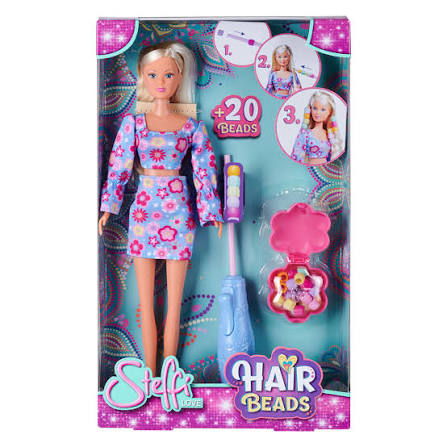 1.
2.
3.
+20
BEADS
Steffi
LOVE
HAIR
BEADS